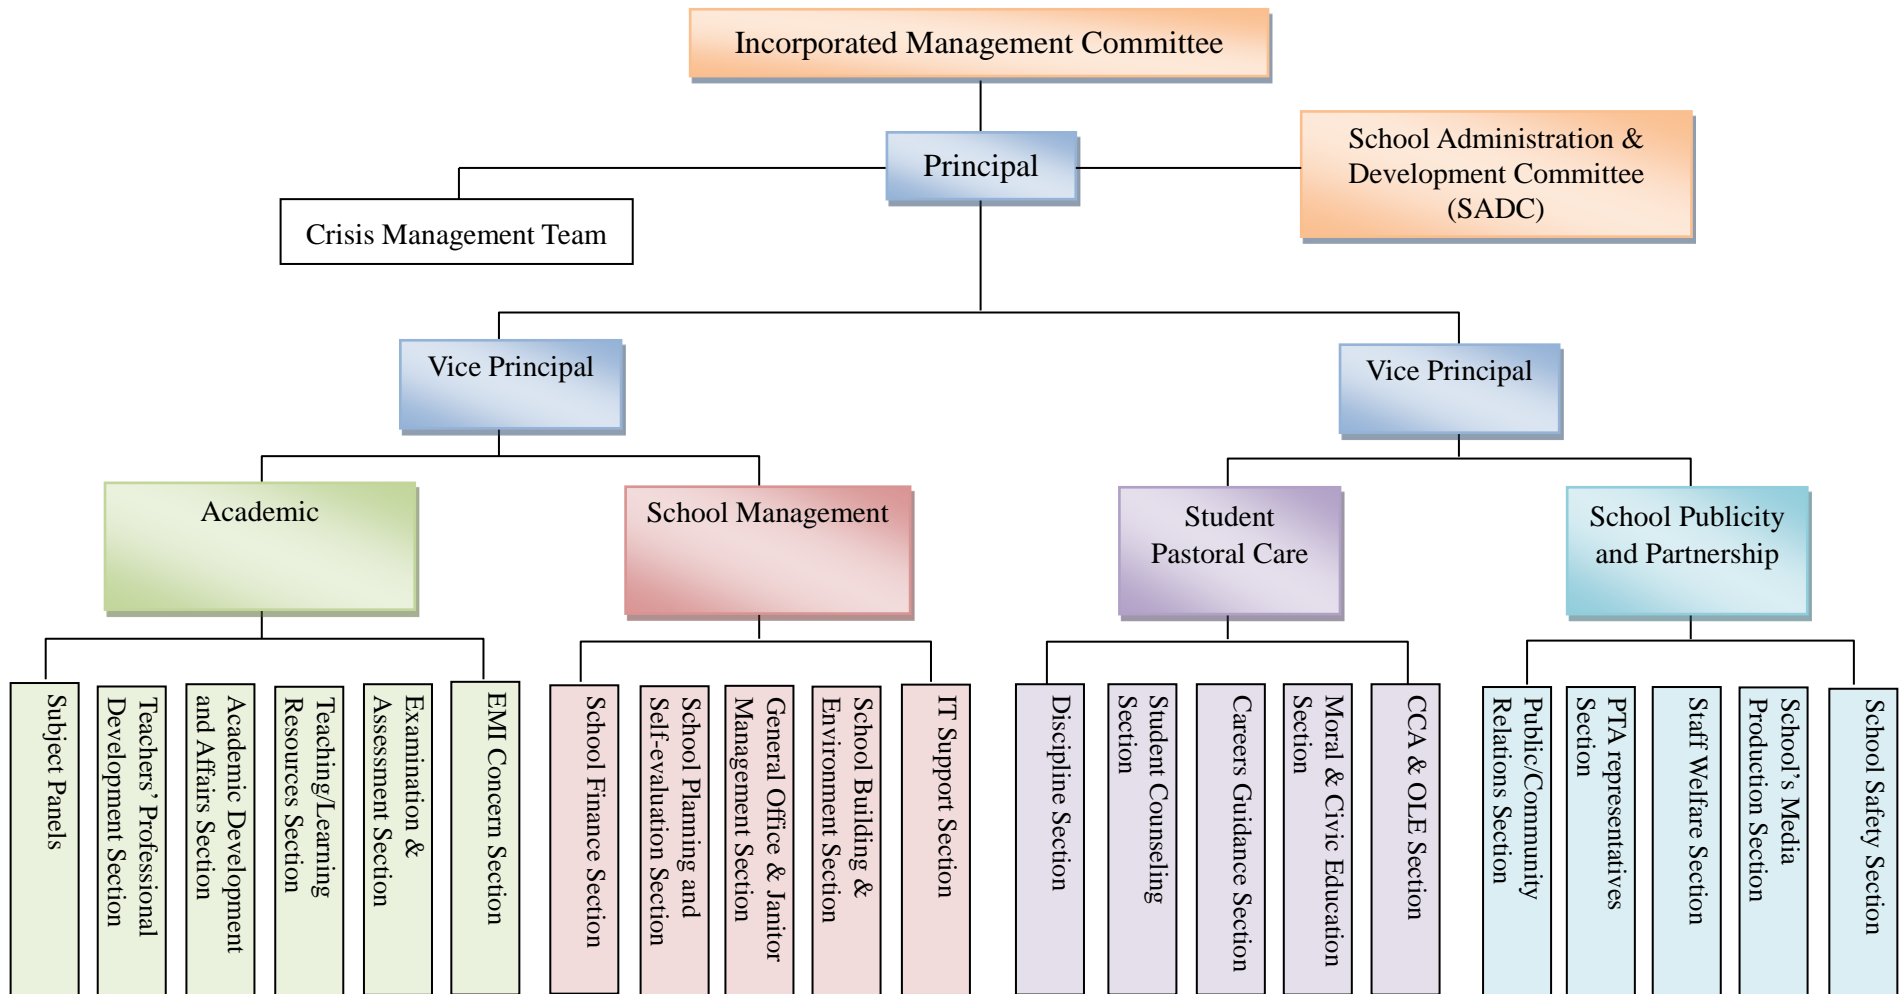 Incorporated Management Committee
Principal
School Administration &
Development Committee
(SADC)
Crisis Management Team
Vice Principal
Vice Principal
Academic
School Management
Student
Pastoral Care
School Publicity
and Partnership
Subject Panels
Teachers’ Professional
Development Section
Academic Development
and Affairs Section
Teaching/Learning
Resources Section
Examination &
Assessment Section
EMI Concern Section
School Finance Section
School Planning and
Self-evaluation Section
General Office & Janitor
Management Section
School Building &
Environment Section
IT Support Section
Discipline Section
Student Counseling
Section
Careers Guidance Section
Moral & Civic Education
Section
CCA & OLE Section
Public/Community
Relations Section
PTA representatives
Section
Staff Welfare Section
School’s Media
Production Section
School Safety Section